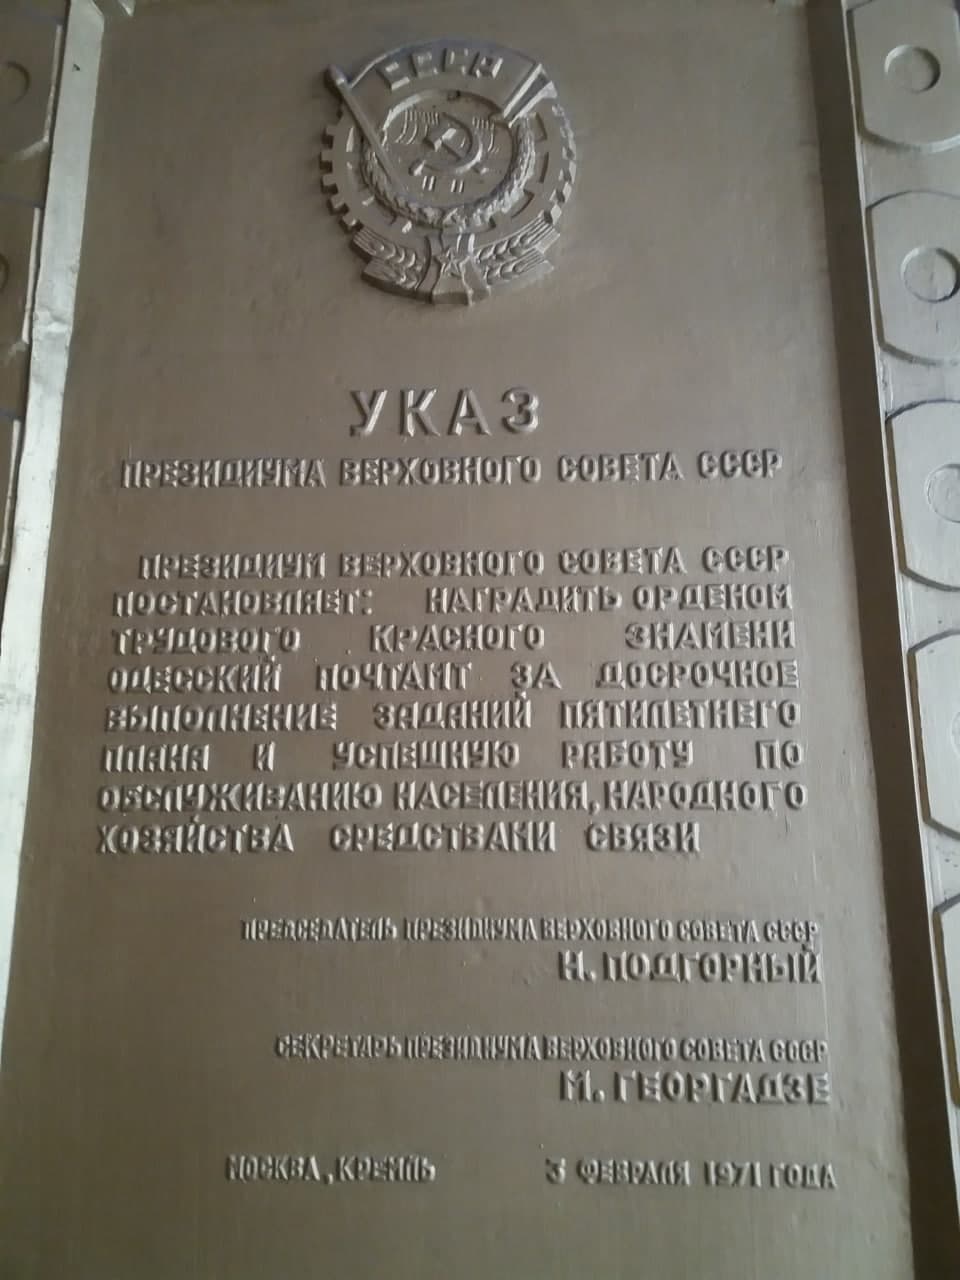 СССР
УКАЗ
ПРЕЗИДИУМА ВЕРХОВНОГО СОВЕТА СССР
ПРЕЗИДИУМ ВЕРХОВНОГО СОВЕТА СССР
ПОСТАНОВЛЯЕТ: НАГРАДИТЬ ОРДЕНОМ
ТРУДОВОГО КРАСНОГО ЗНАМЕНИ
ОДЕССКИЙ ПОЧТАМТ ЗА ДОСРОЧНОЕ
ВЫПОЛНЕНИЕ ЗАДАНИЙ ПЯТИЛЕТНЕГО
ПЛАНА И УСПЕШНУЮ РАБОТУ ПО
ОБСЛУЖИВАНИЮ НАСЕЛЕНИЯ, НАРОДНОГО
ХОЗЯЙСТВА СРЕДСТВАМИ СВЯЗИ
ПРЕДСЕДАТЕЛЬ ПРЕЗИДИУМА ВЕРХОВНОГО СОВЕТА СССР
Н. ПОДГОРНЫЙ
СЕКРЕТАРЬ ПРЕЗИДИУМА ВЕРХОВНОГО СОВЕТА СССР
М. ГЕОРГАДЗЕ
МОСКВА, КРЕМЛЬ 3 ФЕВРАЛЯ 1971 ГОДА